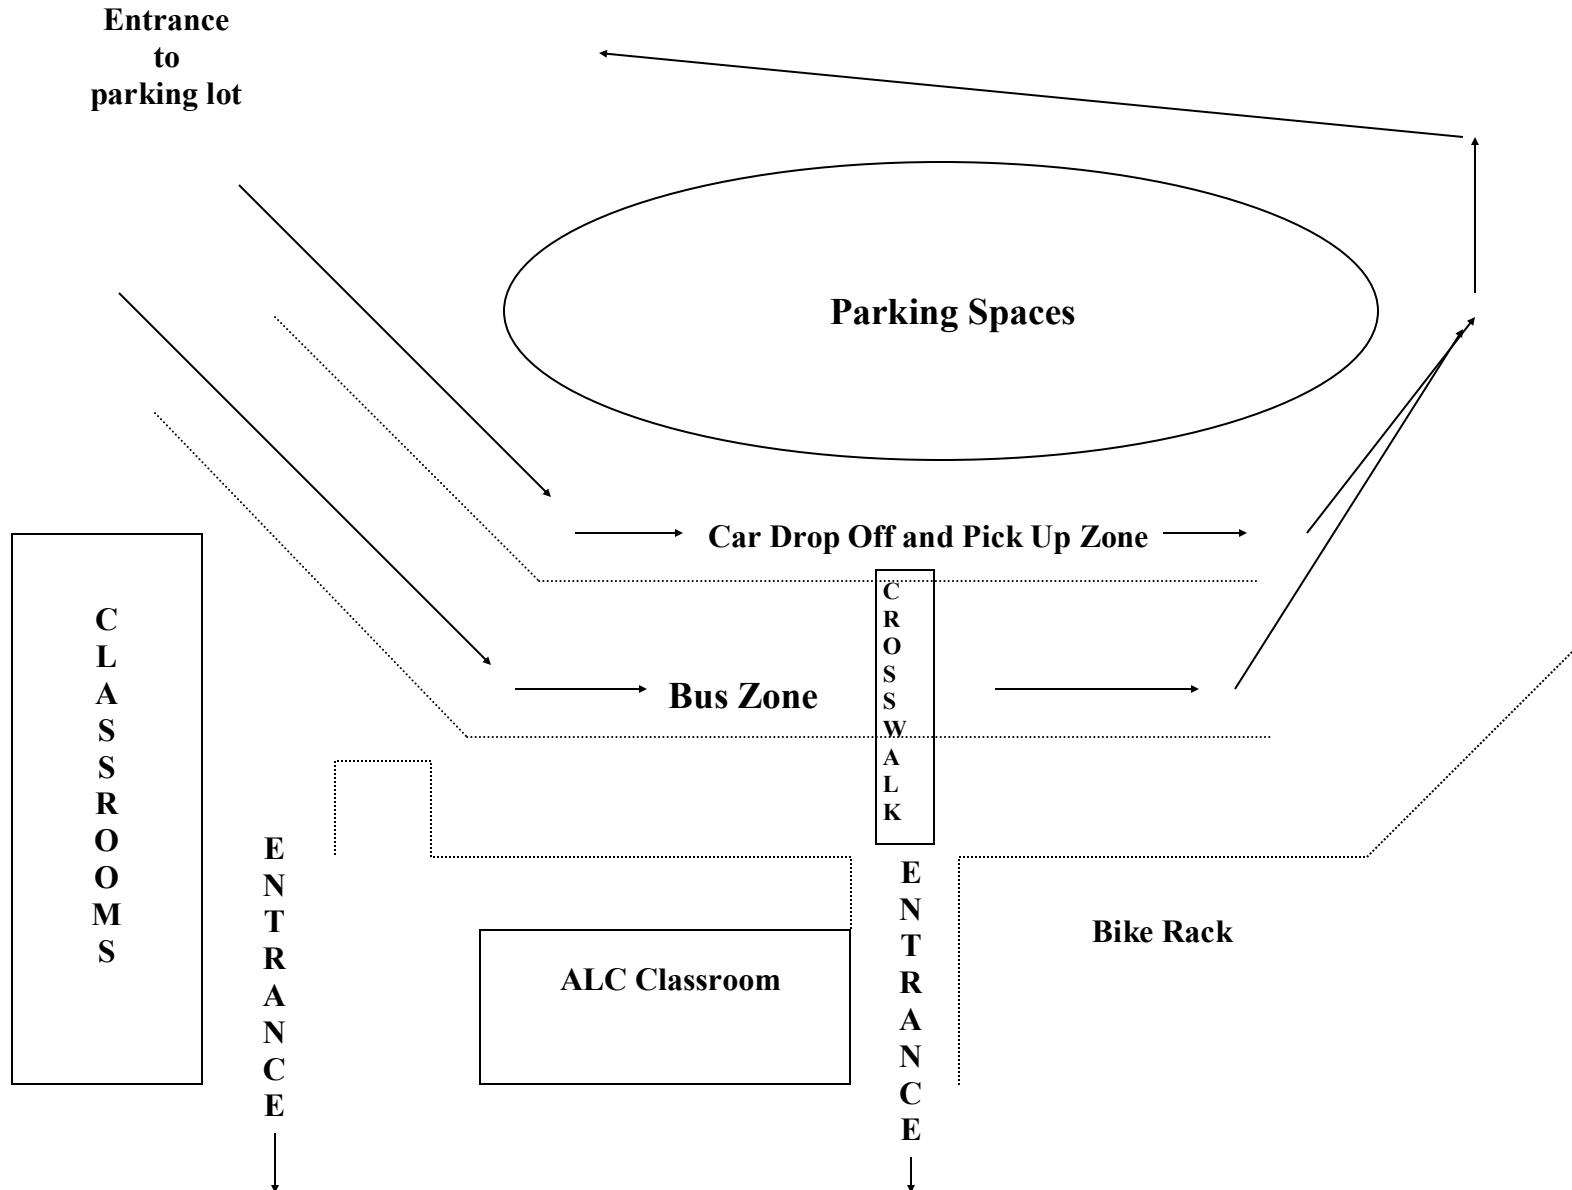 Entrance
to
parking lot
Parking Spaces
Car Drop Off and Pick Up Zone
CROSSWALK
Bus Zone
CLASSROOMS
ENTRANCE
ENTRANCE
Bike Rack
ALC Classroom